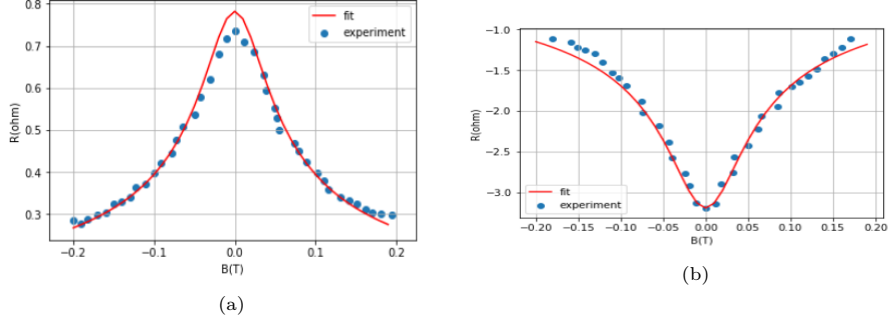 0.8
0.7
0.6
0.5
0.4
0.3
R(ohm)
fit
experiment
−0.2 −0.1 0.0 0.1 0.2
B(T)
(a)
−1.0
−1.5
−2.0
−2.5
−3.0
R(ohm)
fit
experiment
−0.20 −0.15 −0.10 −0.05 0.00 0.05 0.10 0.15 0.20
B(T)
(b)